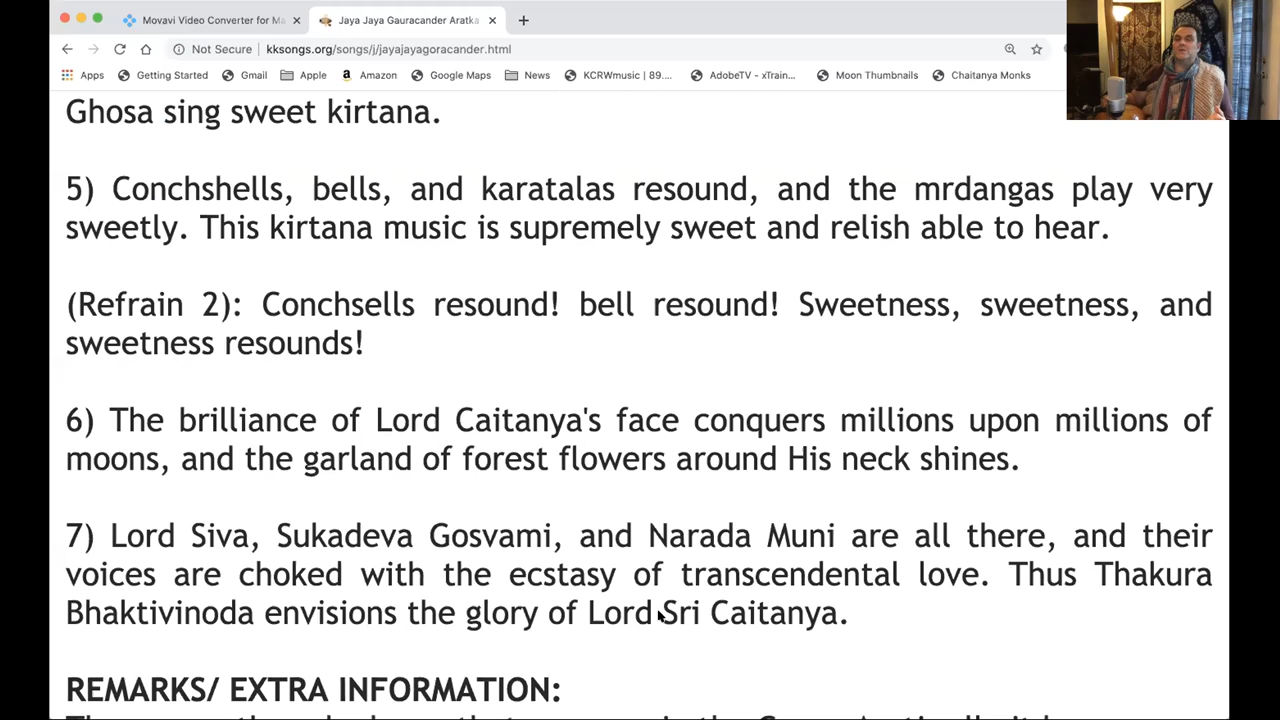 Movavi Video Converter for Ma
Jaya Jaya Gauracander Aratka
Not Secure | kksongs.org/songs/j/jayajayagoracander.html
Apps Getting Started Gmail Apple Amazon Google Maps News KCRWmusic | 89.... AdobeTV - xTrain... Moon Thumbnails Chaitanya Monks
Ghosa sing sweet kirtana.
5) Conchshells, bells, and karatalas resound, and the mrdangas play very
sweetly. This kirtana music is supremely sweet and relish able to hear.
(Refrain 2): Conchsells resound! bell resound! Sweetness, sweetness, and
sweetness resounds!
6) The brilliance of Lord Caitanya's face conquers millions upon millions of
moons, and the garland of forest flowers around His neck shines.
7) Lord Siva, Sukadeva Gosvami, and Narada Muni are all there, and their
voices are choked with the ecstasy of transcendental love. Thus Thakura
Bhaktivinoda envisions the glory of Lord Sri Caitanya.
REMARKS/ EXTRA INFORMATION: